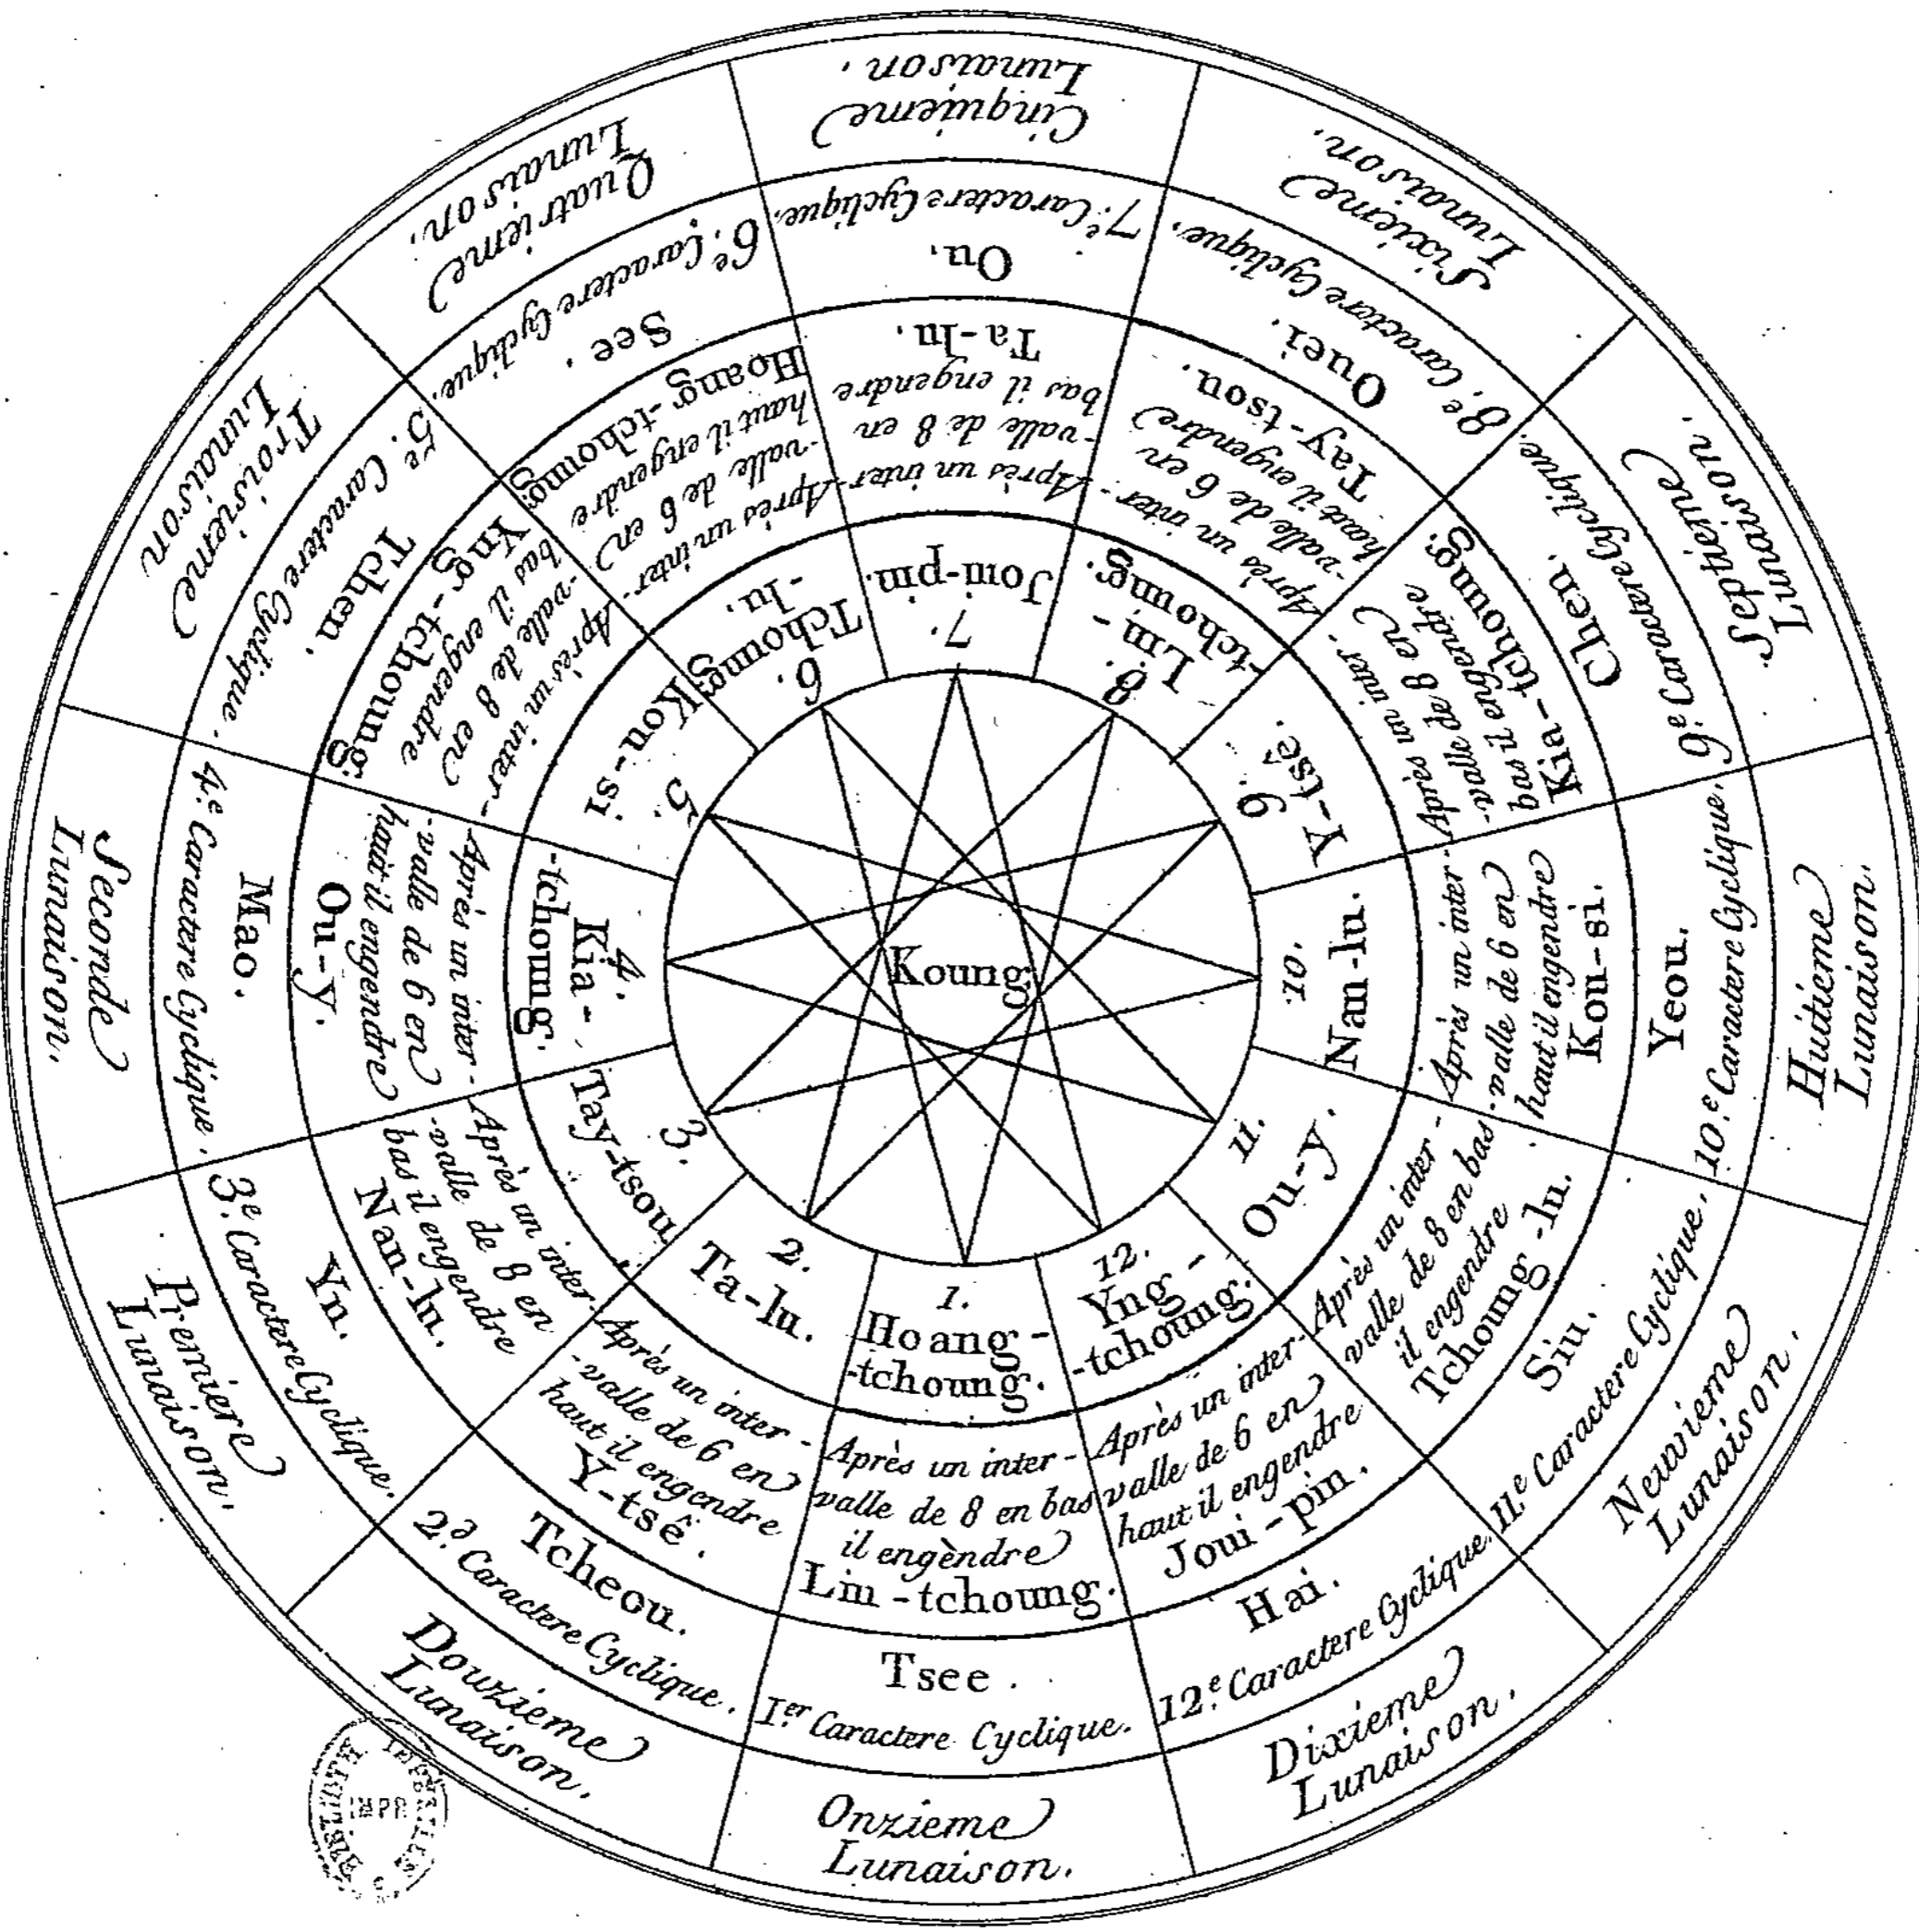 Koung
1.
Hoang-
-tchoung.
Après un inter-
valle de 8 en bas
il engèndre
Lin-tchoung.
Tsee.
1.er Caractere Cyclique.
Onzieme
Lunaison.
2.
Ta-lu.
Après un inter-
-valle de 6 en
haut il engendre
Y-tsê.
Tcheou.
2.d Caractere Cyclique.
Douzieme
Lunaison.
3.
Tay-tsou
Après un inter-
-valle de 8 en
bas il engendre
Nan-lu.
Yn.
3.e Caractere Cyclique.
Premiere
Lunaison.
4.
Kia-
-tchoung.
Après un inter-
-valle de 6 en
haut il engendre
Ou-y.
Mao.
4.e Caractere Cyclique.
Seconde
Lunaison.
5.
Kou-si
Après un inter-
-valle de 8 en
bas il engendre
Yng-tchoung.
Tchen.
5.e Caractere Cyclique.
Troisieme
Lunaison
6.
Tchoung
-lu.
Après un inter-
-valle de 6 en
haut il engendre
Hoang-tchoung.
See.
6.e Caractere Cyclique.
Quatrieme
Lunaison.
7.
Joui-pin.
Après un inter-
-valle de 8 en
bas il engendre
Ta-lu.
Ou.
7.e Caractere Cyclique.
Cinquieme
Lunaison.
8.
Lin-
-tchoung.
Après un inter-
-valle de 6 en
haut il engendre
Tay-tsou.
Ouei.
8.e Caractere Cyclique.
Sixieme
Lunaison.
9.
Y-tsê.
Après un inter-
-valle de 8 en
bas il engendre
Kia-tchoung.
Chen.
9.e Caractere Cyclique.
Septieme
Lunaison.
10.
Nan-lu.
Après un inter-
-valle de 6 en
haut il engendre
Kou-si.
Yeou.
10.e Caractere Cyclique.
Huitieme
Lunaison.
11.
Ou-y.
Après un inter-
valle de 8 en bas
il engendre
Tchoung-lu.
Siu.
11.e Caractere Cyclique.
Neuvieme
Lunaison.
12.
Yng-
-tchoung.
Après un inter-
valle de 6 en
haut il engendre
Joui-pin.
Hai.
12.e Caractere Cyclique.
Dixieme
Lunaison.
BIBLIOTH IMPERIALE
IMPR